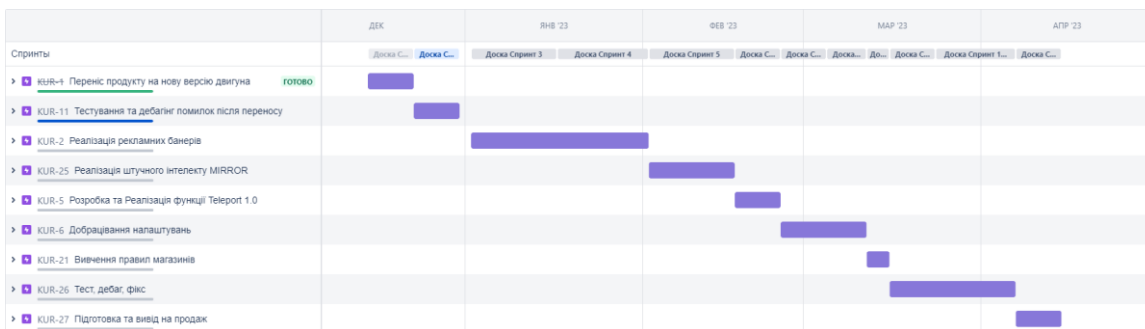 ДЕК ЯНВ '23 ФЕВ '23 МАР '23 АПР '23
Спринты Доска С... Доска С... Доска Спринт 3 Доска Спринт 4 Доска Спринт 5 Доска С... Доска С... Доска... До... Доска С... Доска Спринт 1... Доска С...
KUR-1 Переніс продукту на нову версію двигуна ГОТОВО
KUR-11 Тестування та дебагінг помилок після переносу
KUR-2 Реалізація рекламних банерів
KUR-25 Реалізація штучного інтелекту MIRROR
KUR-5 Розробка та Реалізація функції Teleport 1.0
KUR-6 Добрацівання налаштувань
KUR-21 Вивчення правил магазинів
KUR-26 Тест, дебаг, фікс
KUR-27 Підготовка та вивід на продаж